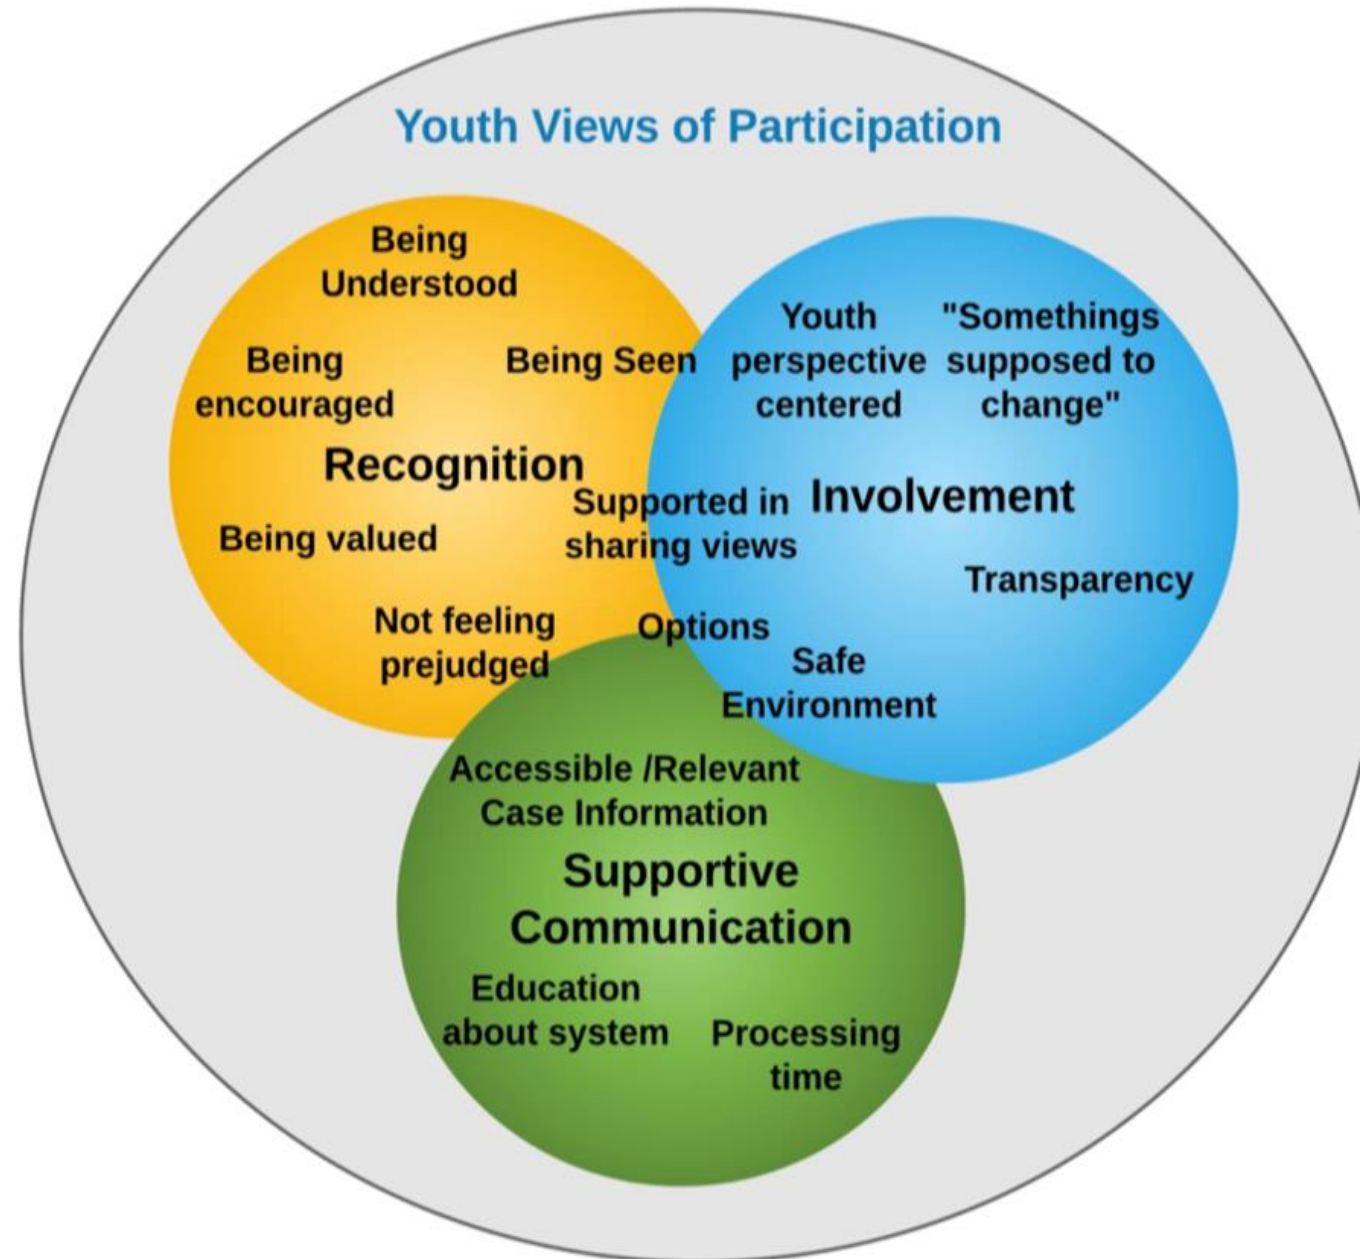 Youth Views of Participation
Being
Understood
Being
encouraged
Being Seen
Recognition
Being valued
Not feeling
prejudged
Supported in
sharing views
Options
Youth
perspective
centered
"Somethings
supposed to
change"
Involvement
Transparency
Safe
Environment
Accessible /Relevant
Case Information
Supportive
Communication
Education
about system
Processing
time